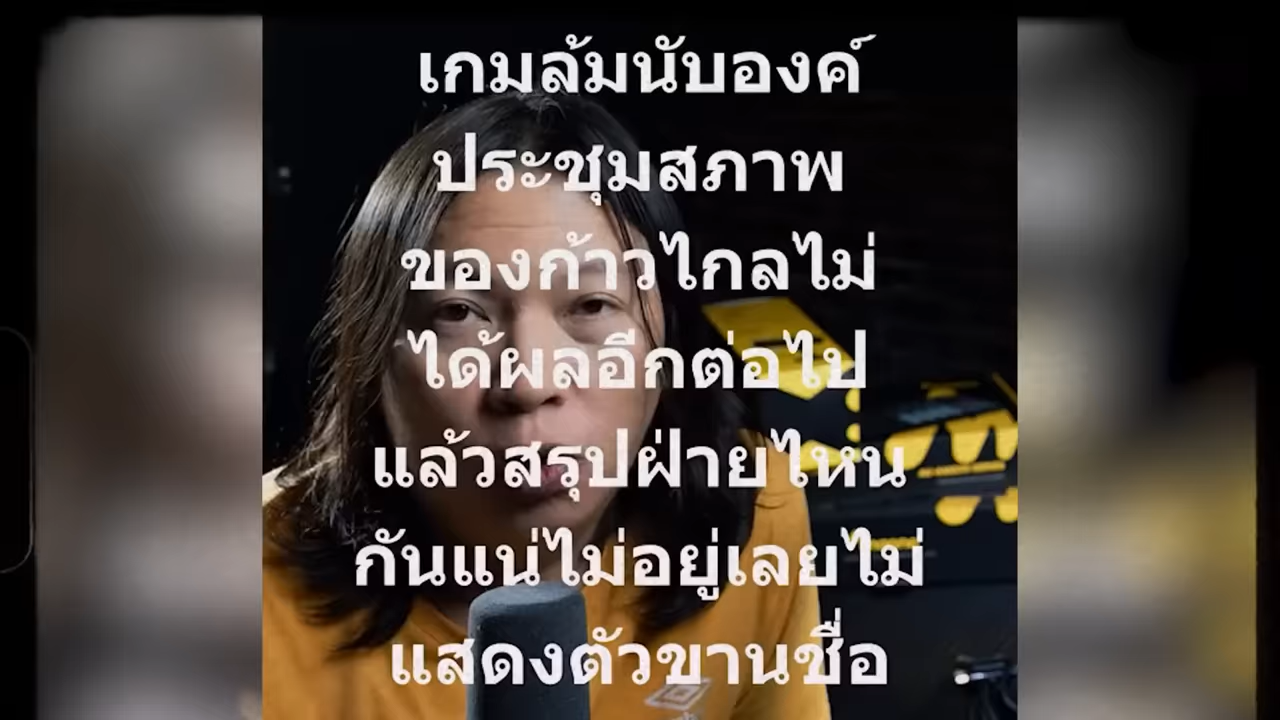 เกมล้มนับองค์
ประชุมสภาพ
ของก้าวไกลไม่
ได้ผลอีกต่อไป
แล้วสรุปฝ่ายไหน
กันแน่ไม่อยู่เลยไม่
แสดงตัวขานชื่อ